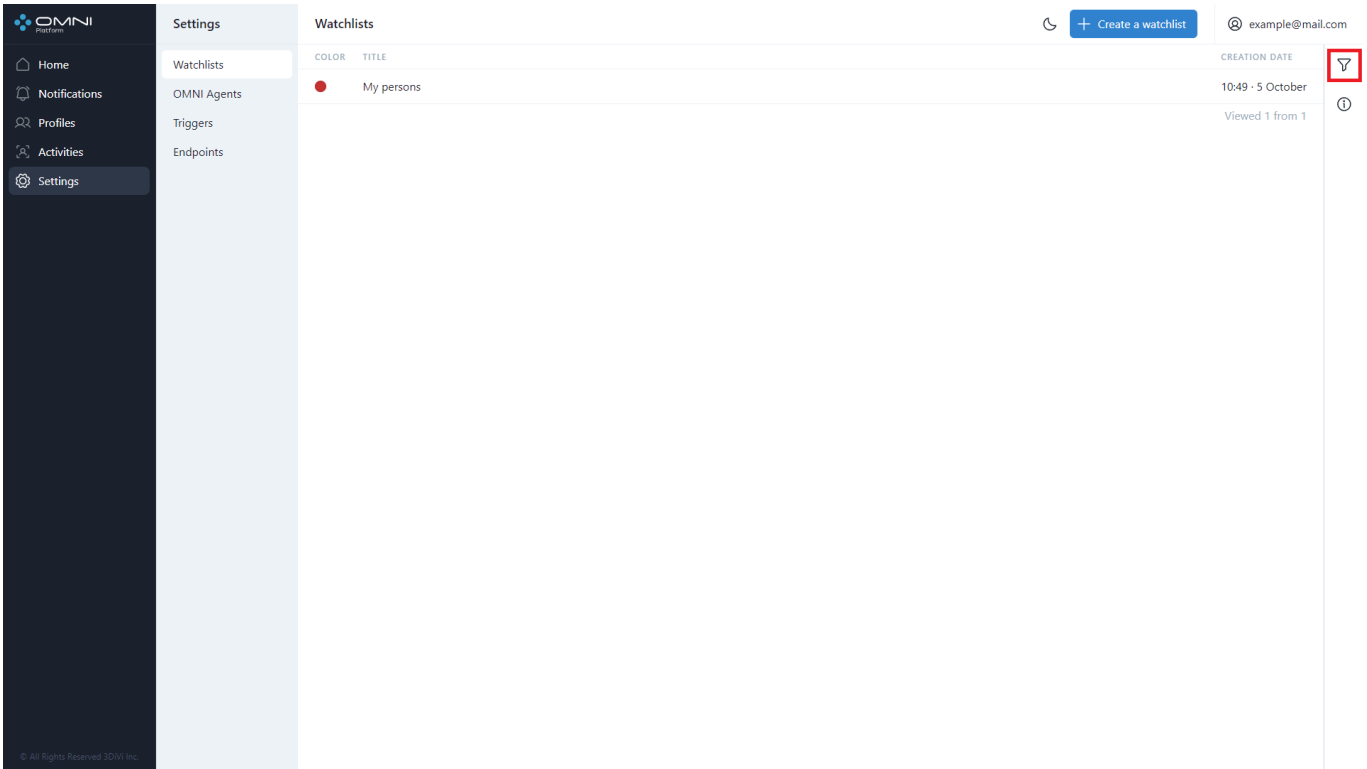 OMNI
Platform
Home
Notifications
Profiles
Activities
Settings
© All Rights Reserved 3DiVi Inc.
Settings
Watchlists
OMNI Agents
Triggers
Endpoints
Watchlists
Create a watchlist
example@mail.com
COLOR TITLE CREATION DATE
My persons 10:49 · 5 October
Viewed 1 from 1